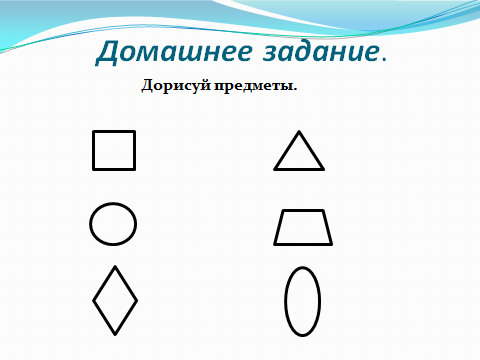 Домашнее задание.
Дорисуй предметы.